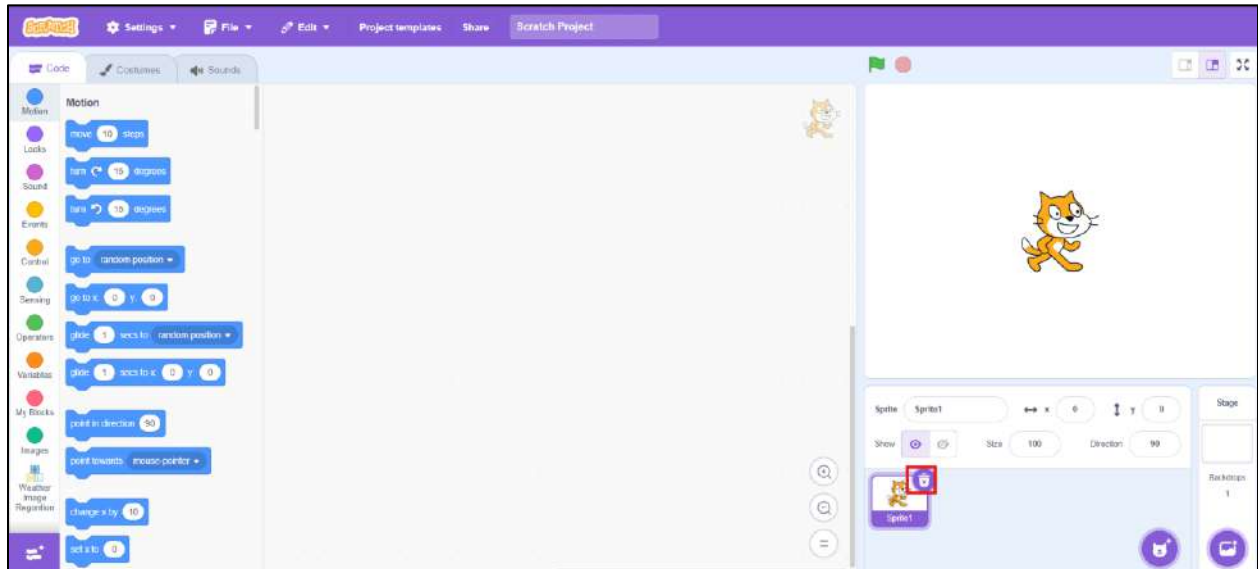 SCRATCH Settings File Edit Project templates Share Scratch Project
Code Costumes Sounds
Motion
Looks
Sound
Events
Control
Sensing
Operators
Variables
My Blocks
Images
Weather
Image
Motion
move 10 steps
turn 15 degrees
turn 15 degrees
go to random position
go to x: 0 y: 0
glide 1 secs to random position
glide 1 secs to x: 0 y: 0
point in direction 90
point towards mouse-pointer
change x by 10
set x to 0
Sprite Sprite1 x 0 y 0
Show Size 100 Direction 90
Sprite1
Stage
Backdrops
1